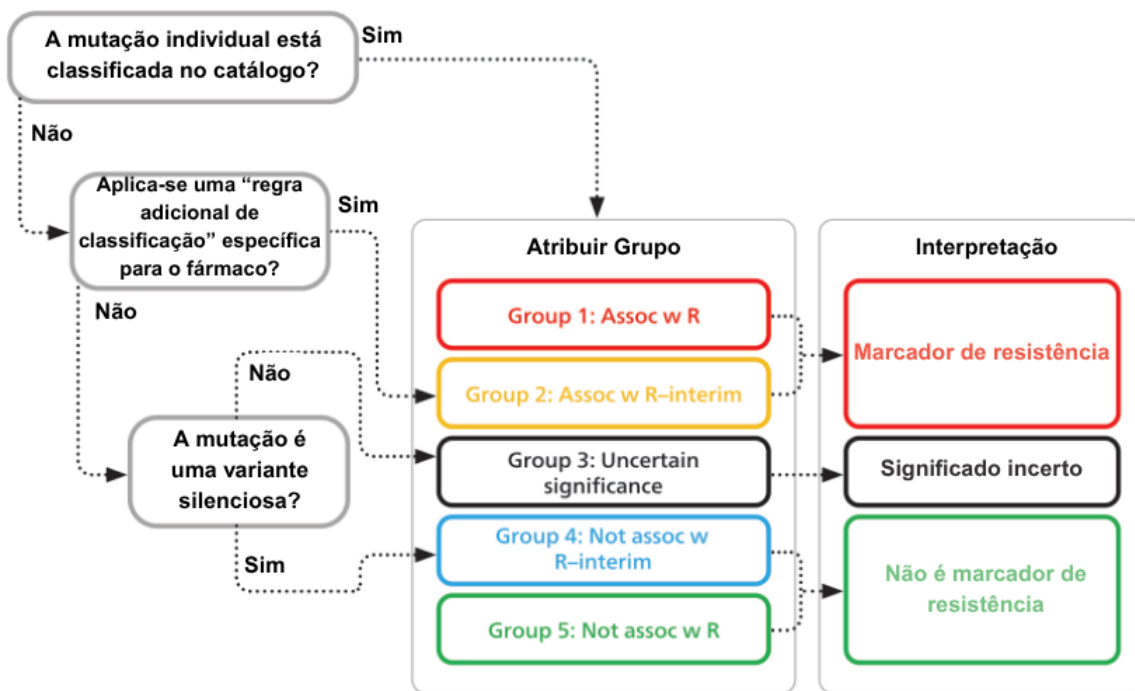 A mutação individual está
classificada no catálogo?
Sim
Não
Aplica-se uma “regra
adicional de
classificação” específica
para o fármaco?
Sim
Não
A mutação é
uma variante
silenciosa?
Não
Sim
Atribuir Grupo
Group 1: Assoc w R
Group 2: Assoc w R–interim
Group 3: Uncertain
significance
Group 4: Not assoc w
R–interim
Group 5: Not assoc w R
Interpretação
Marcador de resistência
Significado incerto
Não é marcador de
resistência